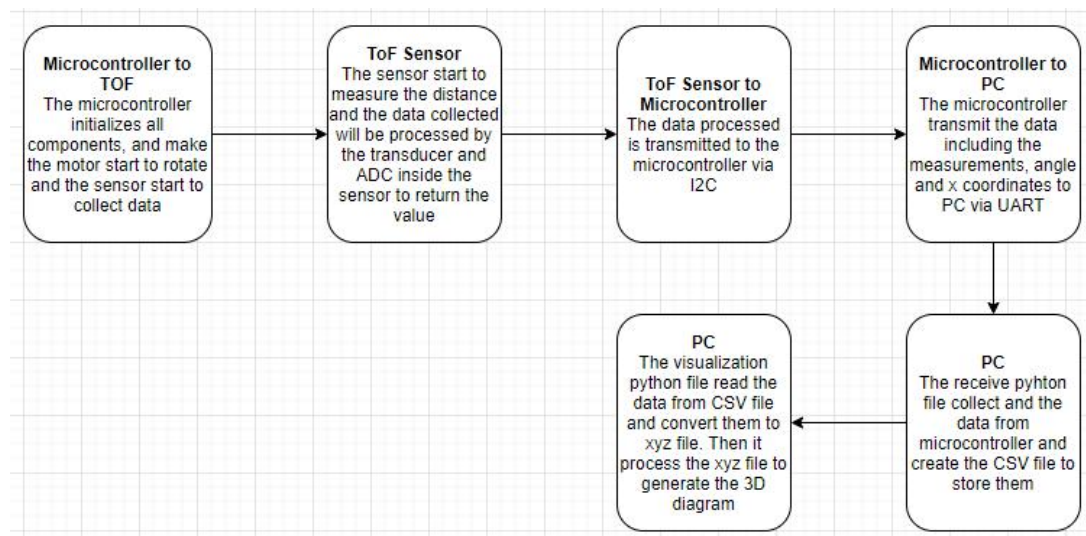 Microcontroller to
TOF
The microcontroller
initializes all
components, and make
the motor start to rotate
and the sensor start to
collect data
ToF Sensor
The sensor start to
measure the distance
and the data collected
will be processed by
the transducer and
ADC inside the
sensor to return the
value
ToF Sensor to
Microcontroller
The data processed
is transmitted to the
microcontroller via
I2C
Microcontroller to
PC
The microcontroller
transmit the data
including the
measurements, angle
and x coordinates to
PC via UART
PC
The receive pyhton
file collect and the
data from
microcontroller and
create the CSV file to
store them
PC
The visualization
python file read the
data from CSV file
and convert them to
xyz file. Then it
process the xyz file to
generate the 3D
diagram